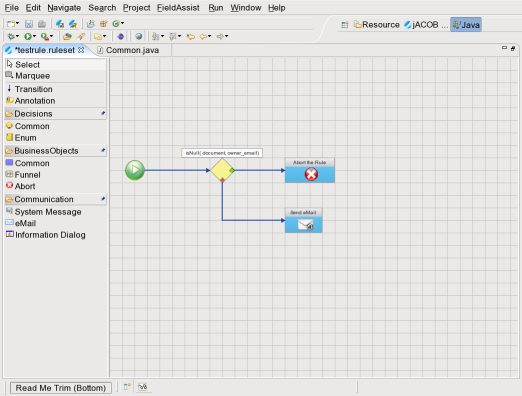 File Edit Navigate Search Project FieldAssist Run Window Help
Resource jACOB ... Java
*testrule.ruleset Common.java
Select
Marquee
Transition
Annotation
Decisions
Common
Enum
BusinessObjects
Common
Funnel
Abort
Communication
System Message
eMail
Information Dialog
isNull( document, owner_email)
Abort the Rule
Send eMail
Read Me Trim (Bottom)